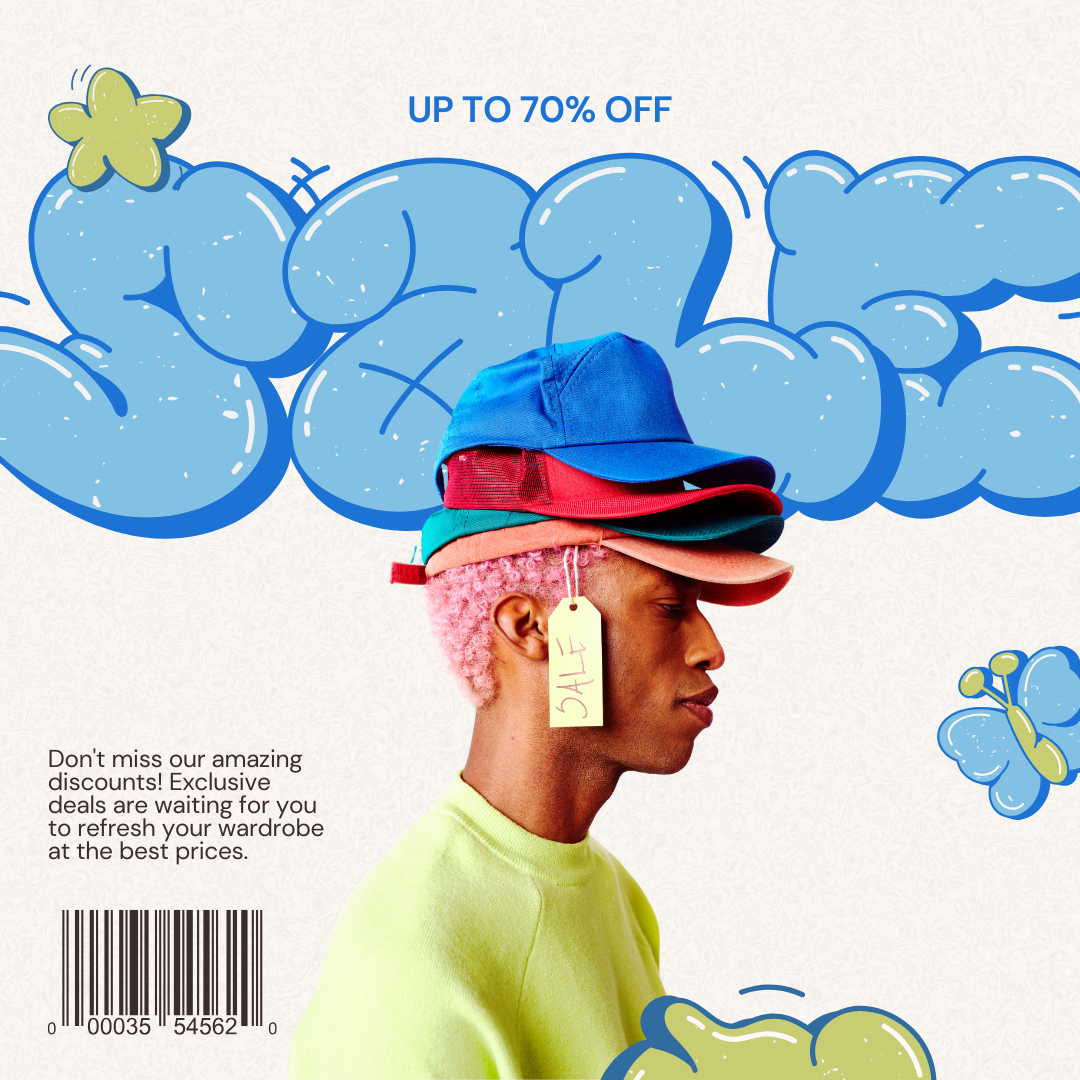 UP TO 70% OFF
SALE
SALE
Don't miss our amazing
discounts! Exclusive
deals are waiting for you
to refresh your wardrobe
at the best prices.
0 00035 54562 0